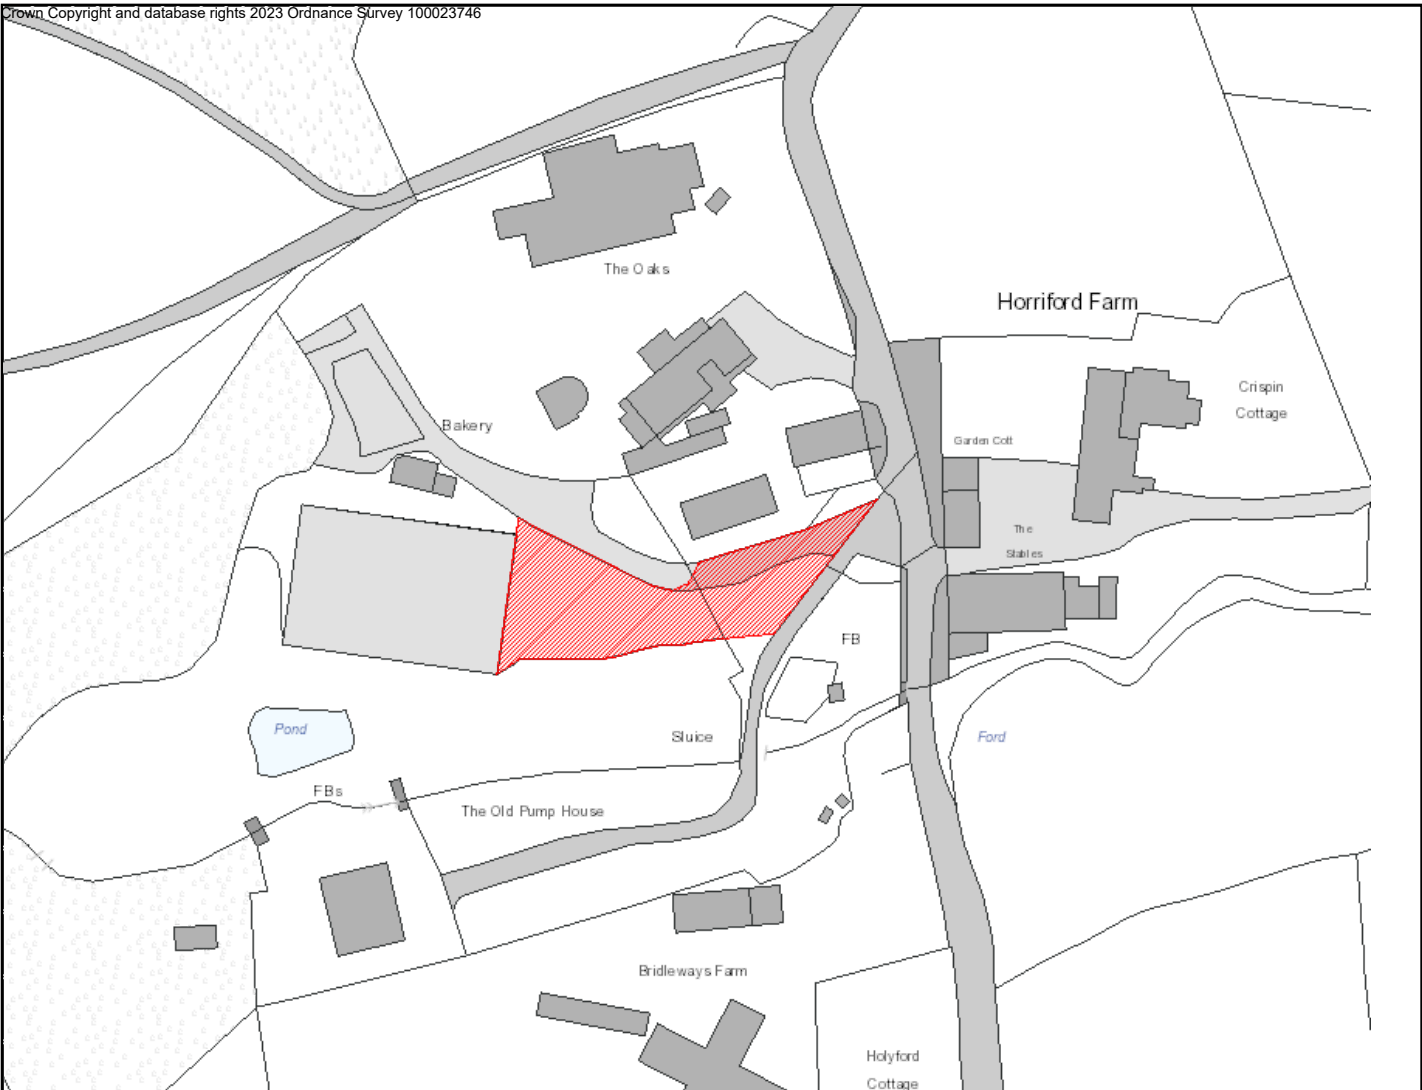 Crown Copyright and database rights 2023 Ordnance Survey 100023746
The Oaks
Horriford Farm
Crispin
Cottage
Bakery
Garden Cott
The
Stables
FB
Pond
Sluice
Ford
FBs
The Old Pump House
Bridleways Farm
Holyford
Cottage